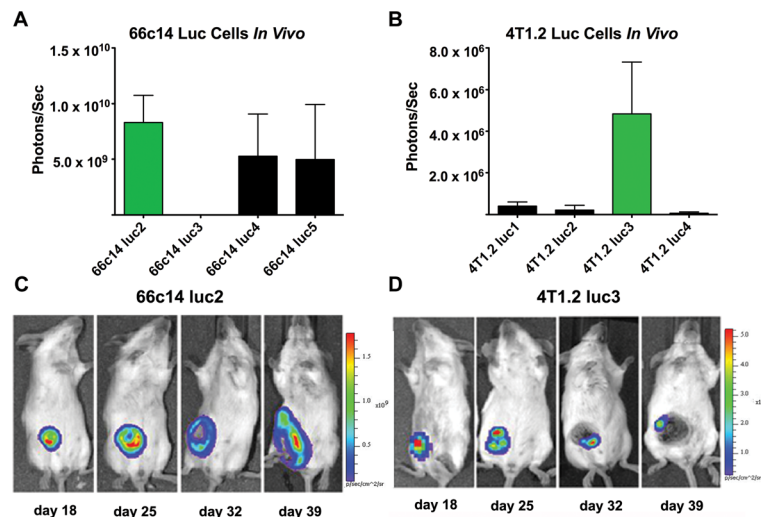 A
66c14 Luc Cells In Vivo
Photons/Sec
1.5 x 10^10
1.0 x 10^10
5.0 x 10^9
66c14 luc2
66c14 luc3
66c14 luc4
66c14 luc5
B
4T1.2 Luc Cells In Vivo
Photons/Sec
8.0 x 10^6
6.0 x 10^6
4.0 x 10^6
2.0 x 10^6
4T1.2 luc1
4T1.2 luc2
4T1.2 luc3
4T1.2 luc4
C
66c14 luc2
1.5
1.0
x10^9
0.5
p/sec/cm^2/sr
day 18
day 25
day 32
day 39
D
4T1.2 luc3
5.0
4.0
x1
3.0
2.0
1.0
p/sec/cm^2/sr
day 18
day 25
day 32
day 39